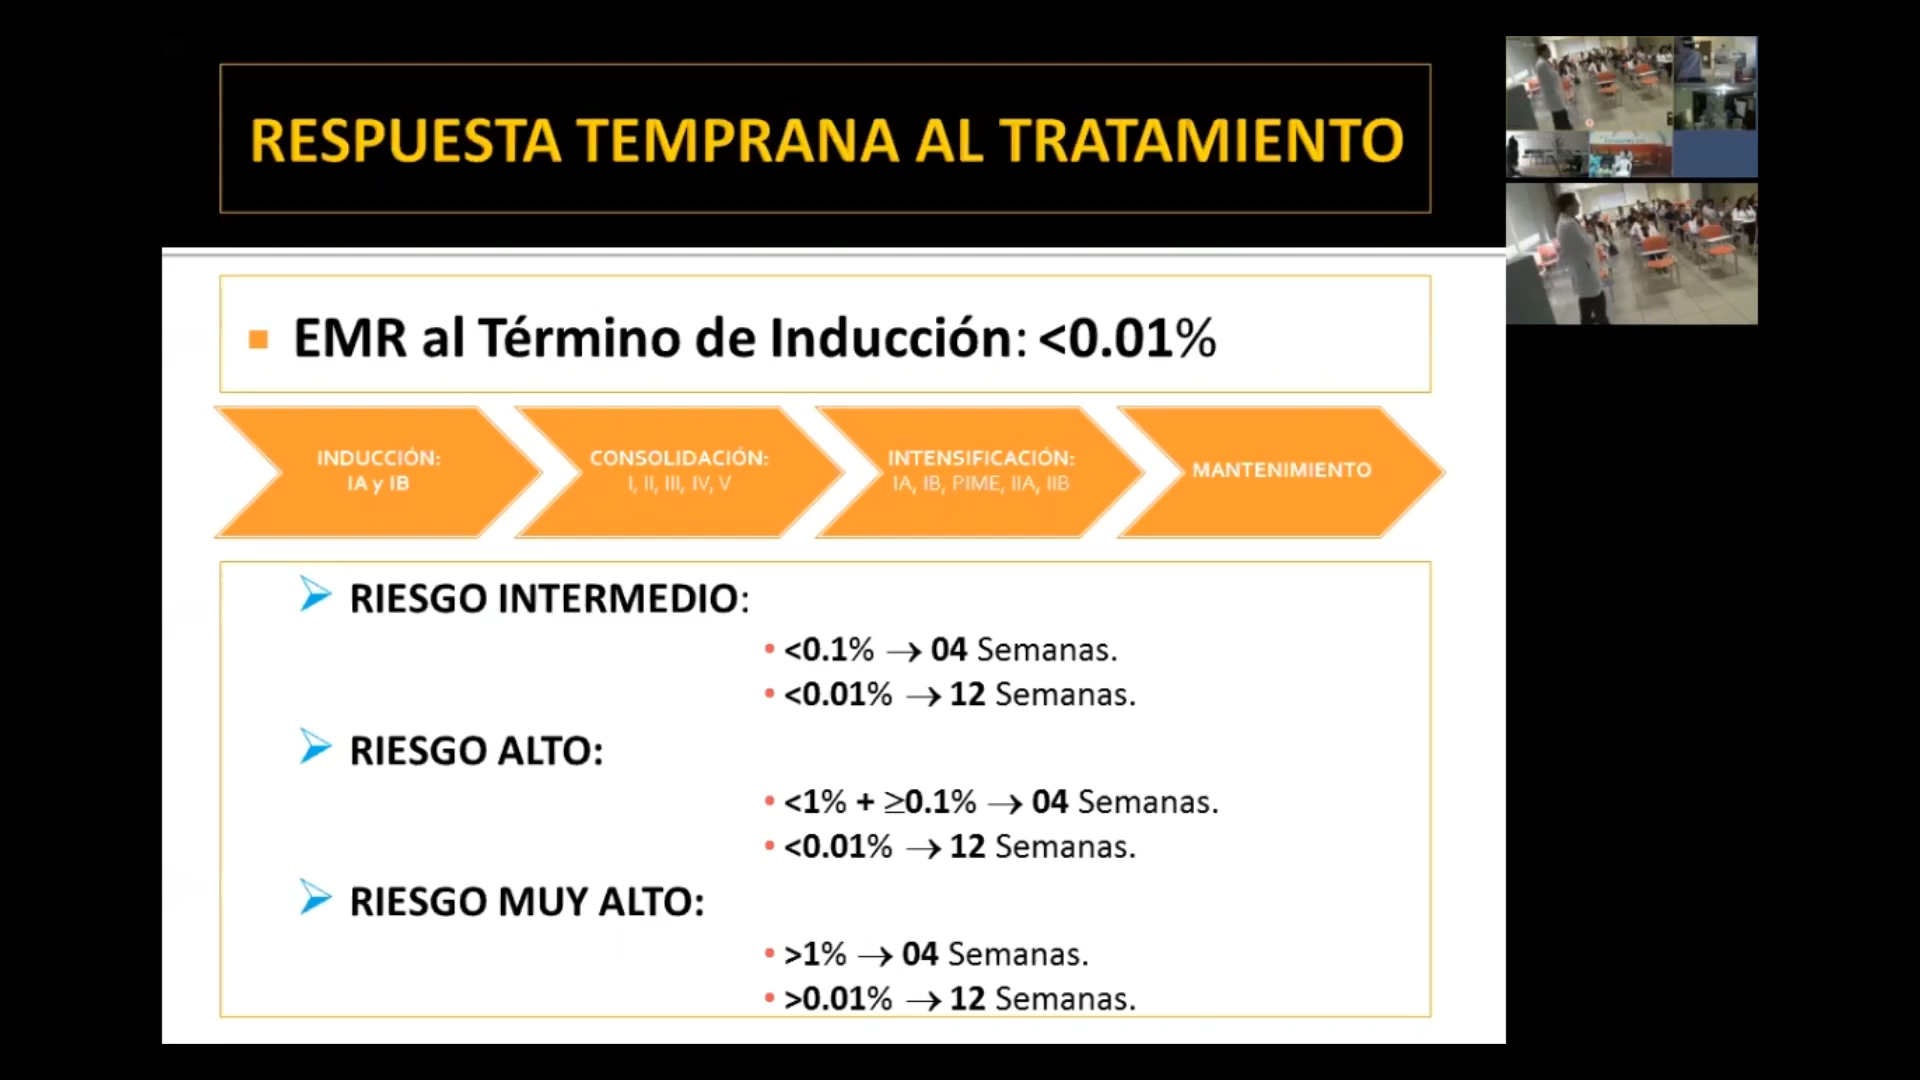 RESPUESTA TEMPRANA AL TRATAMIENTO
EMR al Término de Inducción: <0.01%
INDUCCIÓN:
IA y IB
CONSOLIDACIÓN:
I, II, III, IV, V
INTENSIFICACIÓN:
IA, IB, PIME, IIA, IIB
MANTENIMIENTO
RIESGO INTERMEDIO:
• <0.1% → 04 Semanas.
• <0.01% → 12 Semanas.
RIESGO ALTO:
• <1% + ≥0.1% → 04 Semanas.
• <0.01% → 12 Semanas.
RIESGO MUY ALTO:
• >1% → 04 Semanas.
• >0.01% → 12 Semanas.